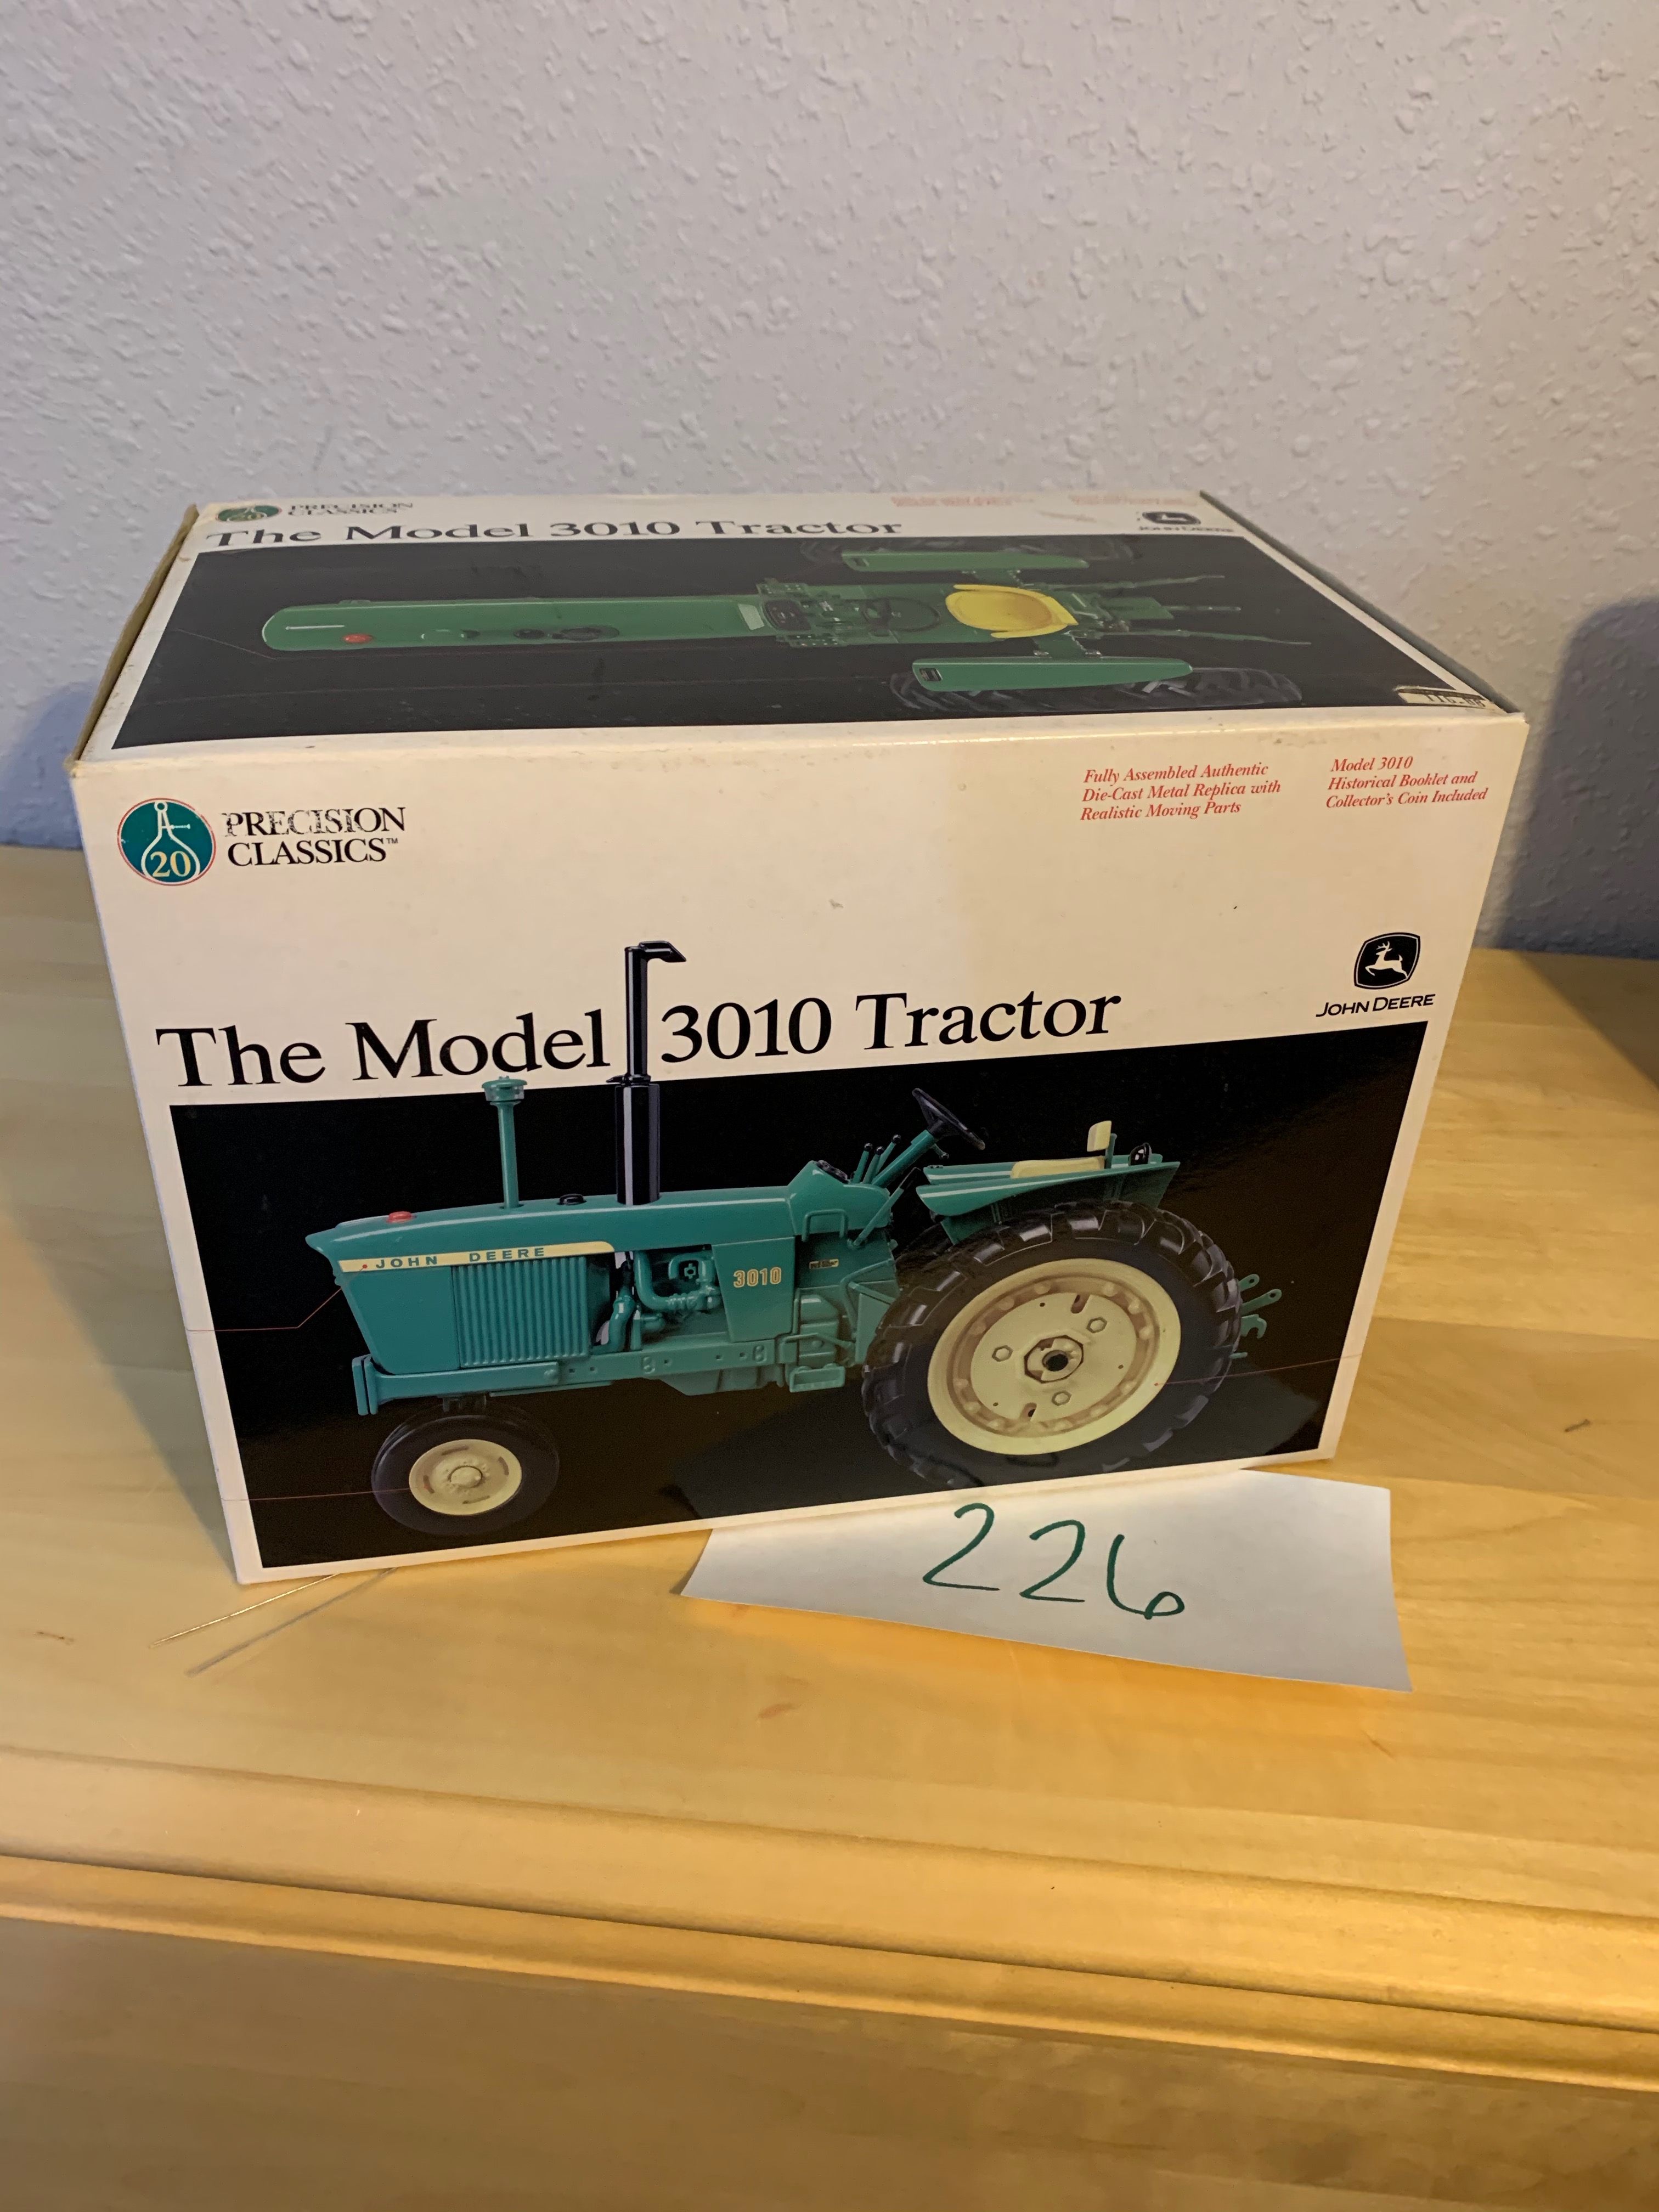 PRECISION
CLASSICS
The Model 3010 Tractor
JOHN DEERE
20
PRECISION
CLASSICS™
Fully Assembled Authentic
Die-Cast Metal Replica with
Realistic Moving Parts
Model 3010
Historical Booklet and
Collector's Coin Included
JOHN DEERE
The Model 3010 Tractor
JOHN DEERE
3010
226